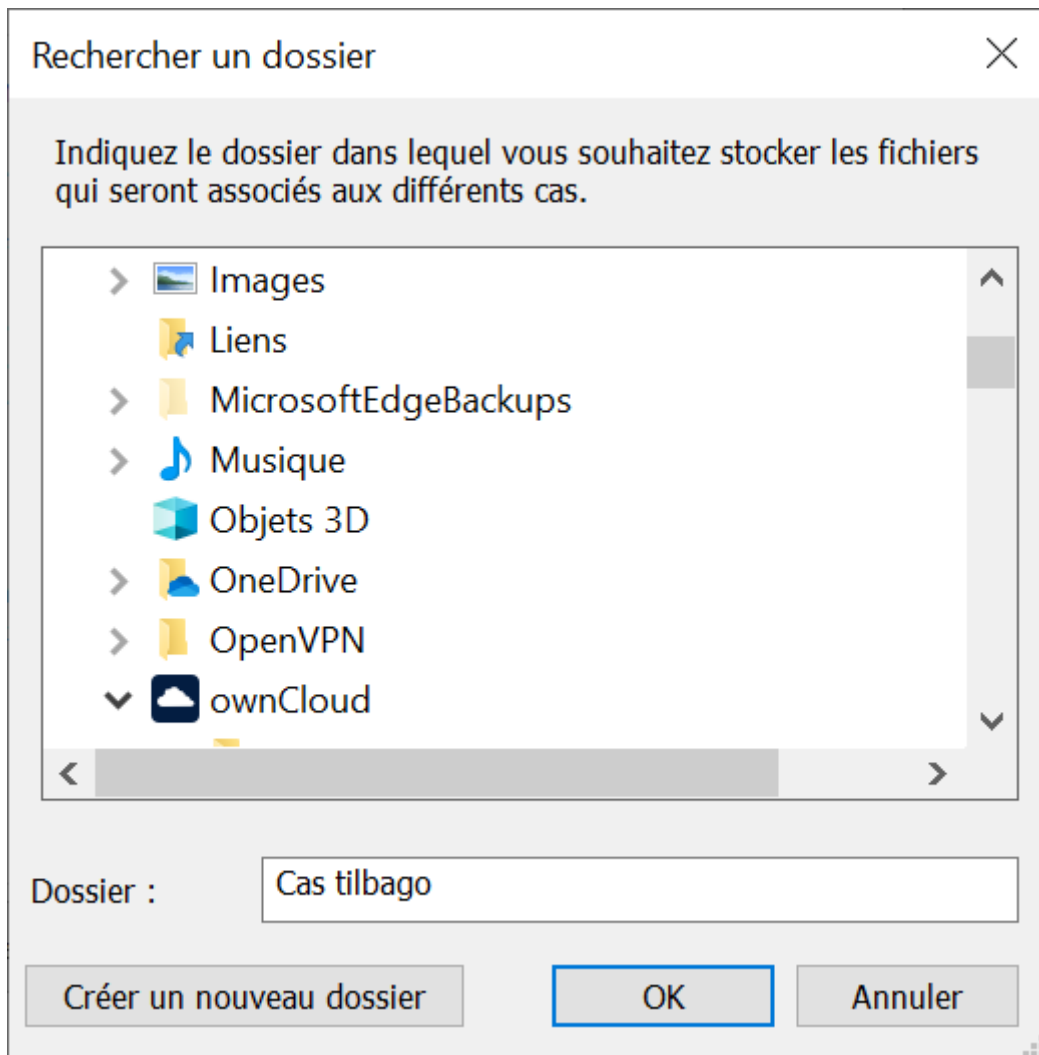 Rechercher un dossier
Indiquez le dossier dans lequel vous souhaitez stocker les fichiers
qui seront associés aux différents cas.
Images
Liens
MicrosoftEdgeBackups
Musique
Objets 3D
OneDrive
OpenVPN
ownCloud
Dossier :
Cas tilbago
Créer un nouveau dossier
OK
Annuler